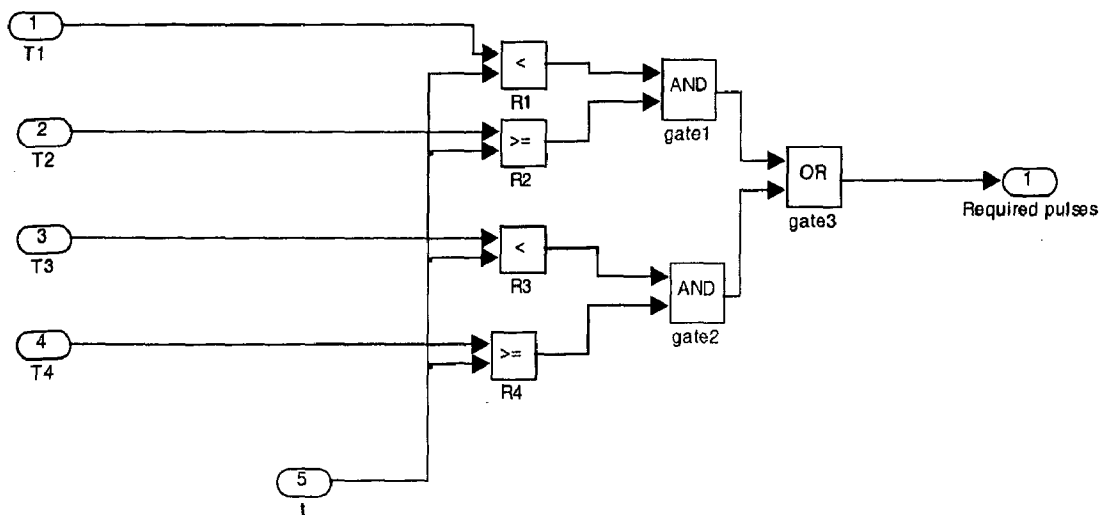 1
T1
<
R1
AND
gate1
2
T2
>=
R2
OR
gate3
1
Required pulses
3
T3
<
R3
AND
gate2
4
T4
>=
R4
5
t